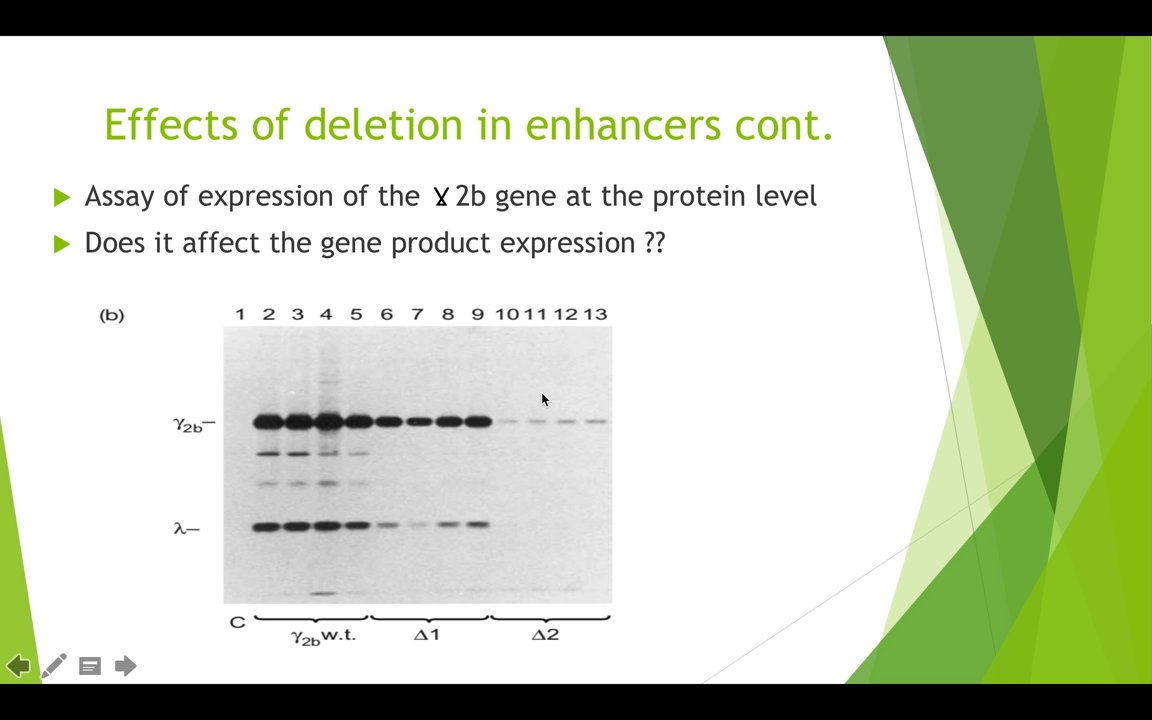 Effects of deletion in enhancers cont.
Assay of expression of the γ2b gene at the protein level
Does it affect the gene product expression ??
(b) 1 2 3 4 5 6 7 8 9 10 11 12 13
γ2b–
λ–
C γ2bw.t. Δ1 Δ2